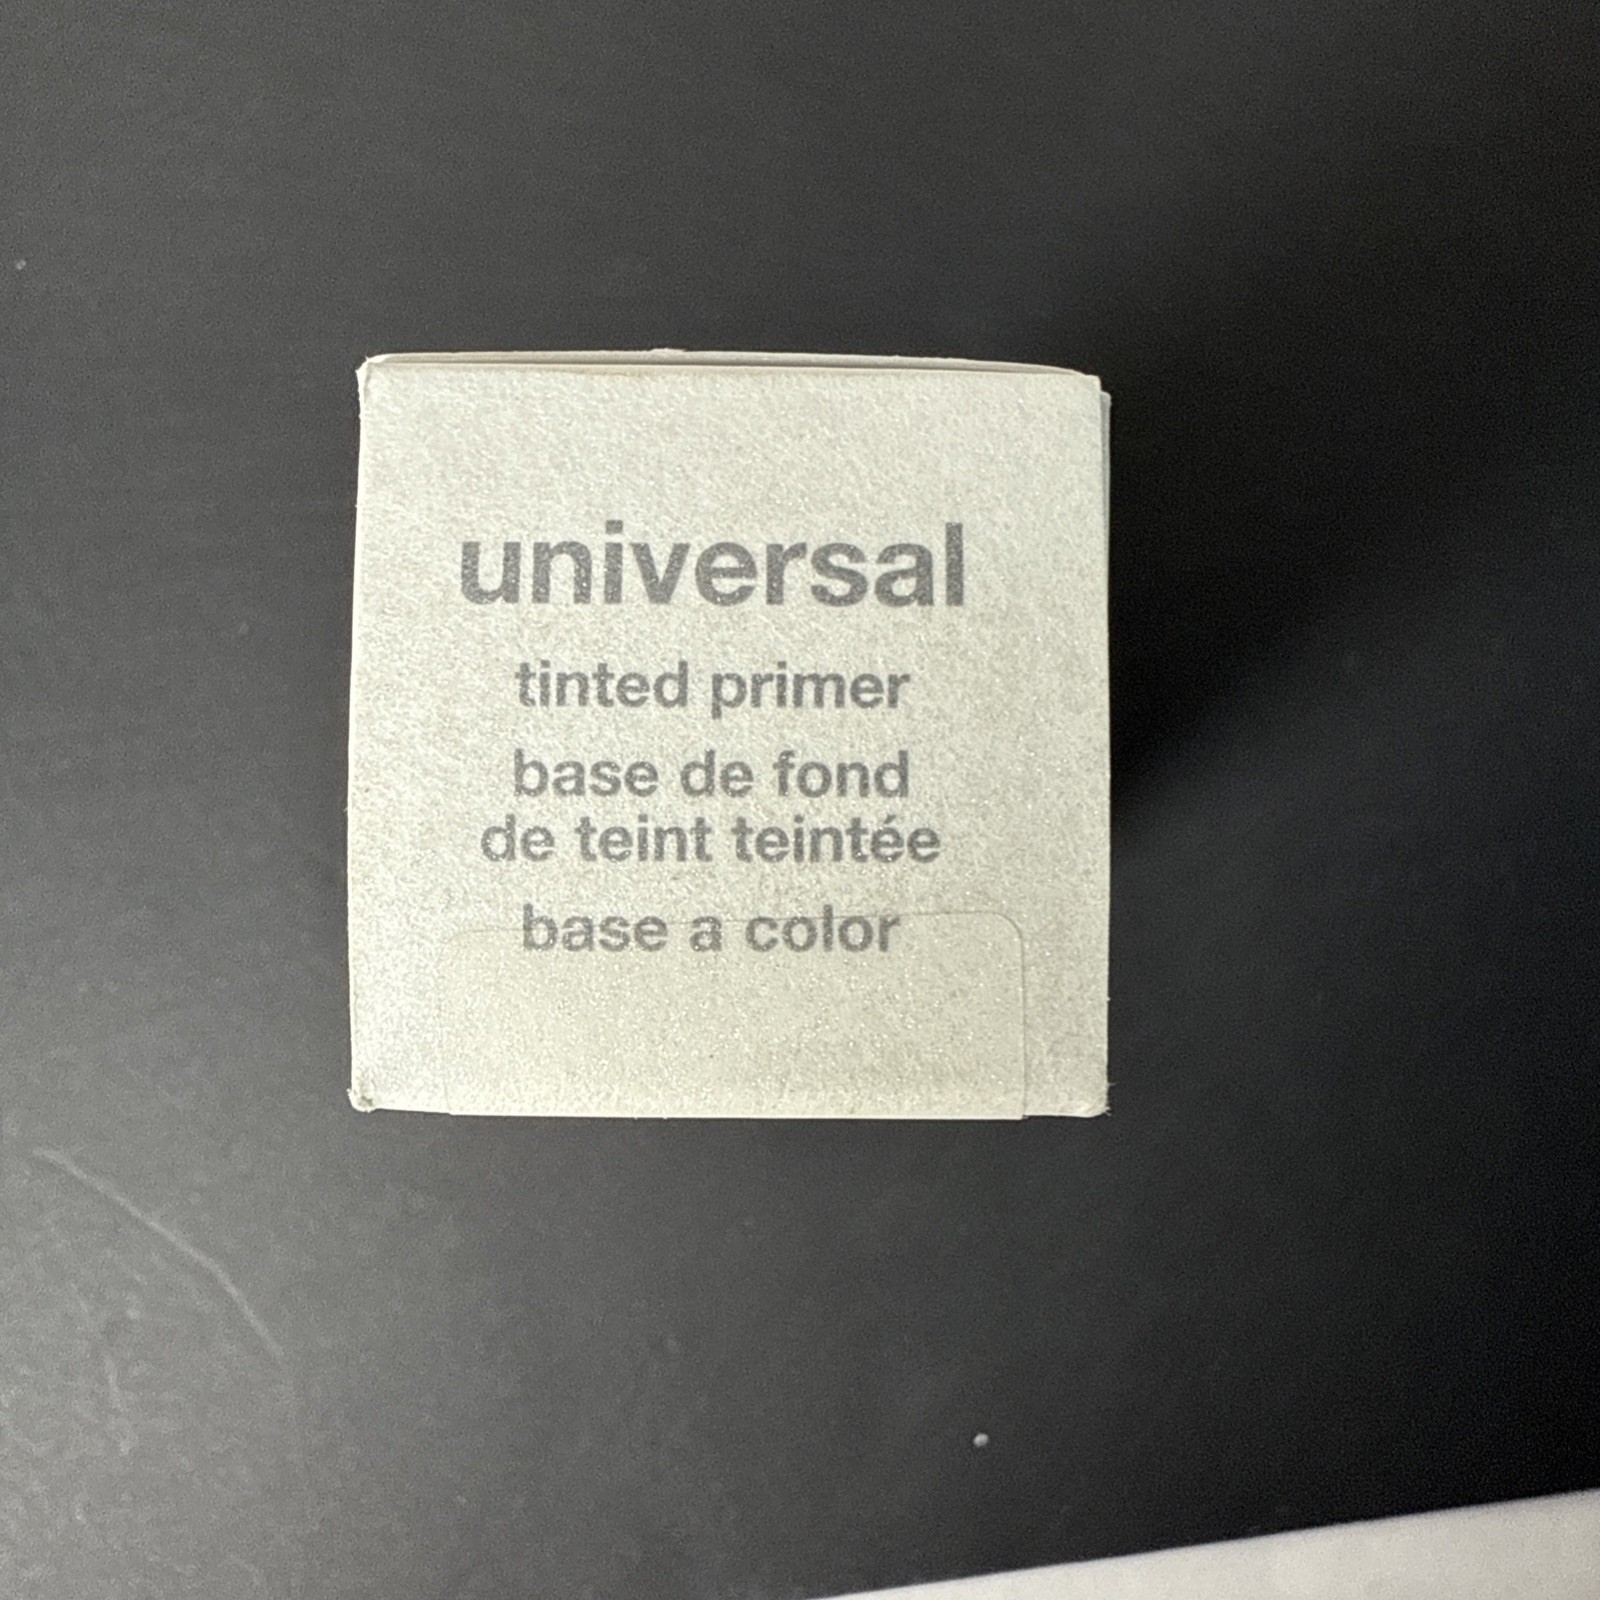 universal
tinted primer
base de fond
de teint teintée
base a color